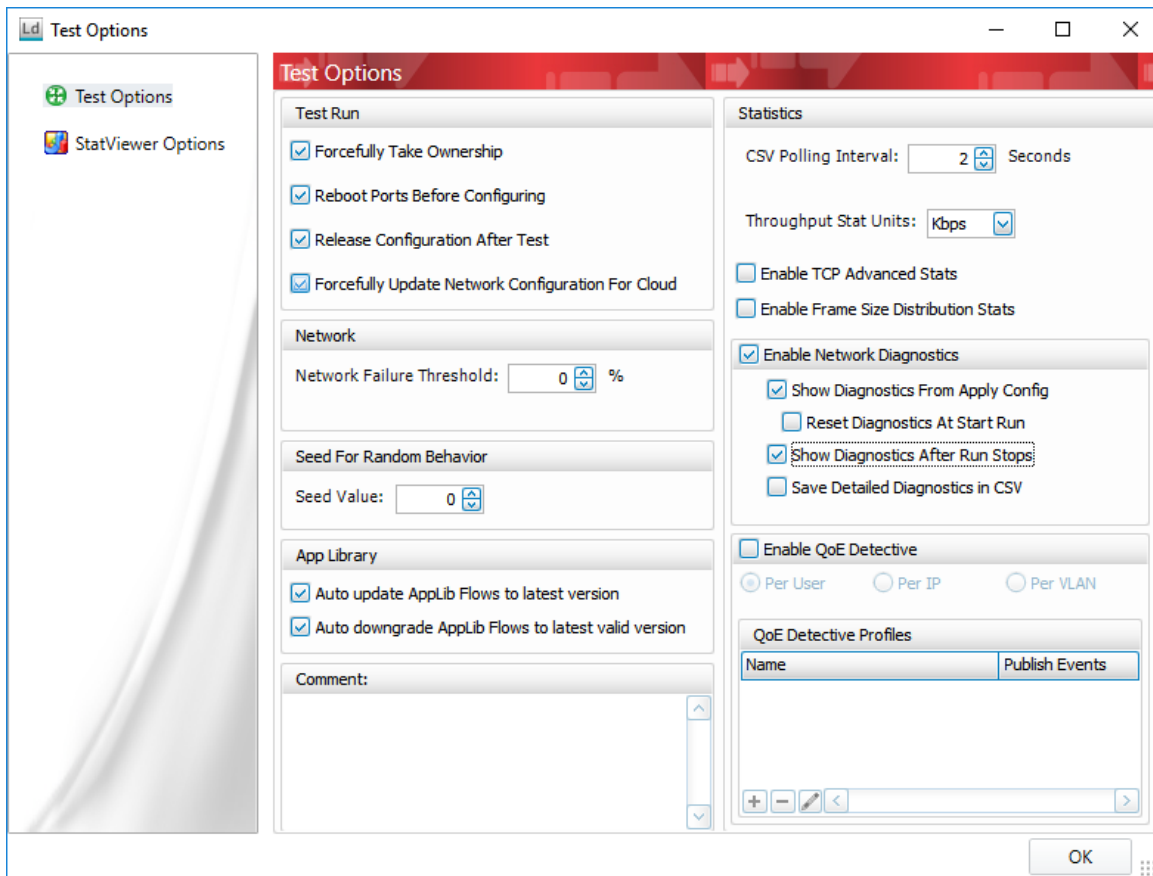 Ld Test Options
Test Options
StatViewer Options
Test Options
Test Run
Forcefully Take Ownership
Reboot Ports Before Configuring
Release Configuration After Test
Forcefully Update Network Configuration For Cloud
Network
Network Failure Threshold: 0 %
Seed For Random Behavior
Seed Value: 0
App Library
Auto update AppLib Flows to latest version
Auto downgrade AppLib Flows to latest valid version
Comment:
Statistics
CSV Polling Interval: 2 Seconds
Throughput Stat Units: Kbps
Enable TCP Advanced Stats
Enable Frame Size Distribution Stats
Enable Network Diagnostics
Show Diagnostics From Apply Config
Reset Diagnostics At Start Run
Show Diagnostics After Run Stops
Save Detailed Diagnostics in CSV
Enable QoE Detective
Per User Per IP Per VLAN
QoE Detective Profiles
Name Publish Events
OK